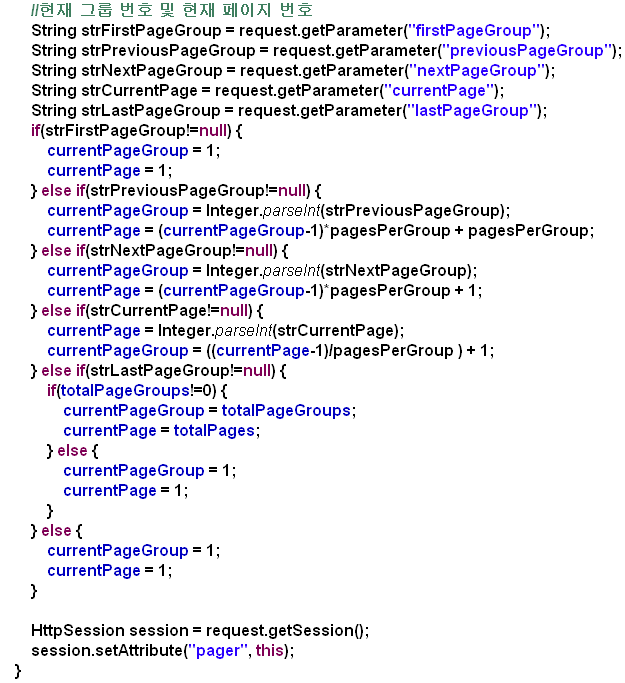 //현재 그룹 번호 및 현재 페이지 번호
String strFirstPageGroup = request.getParameter("firstPageGroup");
String strPreviousPageGroup = request.getParameter("previousPageGroup");
String strNextPageGroup = request.getParameter("nextPageGroup");
String strCurrentPage = request.getParameter("currentPage");
String strLastPageGroup = request.getParameter("lastPageGroup");
if(strFirstPageGroup!=null) {
currentPageGroup = 1;
currentPage = 1;
} else if(strPreviousPageGroup!=null) {
currentPageGroup = Integer.parseInt(strPreviousPageGroup);
currentPage = (currentPageGroup-1)*pagesPerGroup + pagesPerGroup;
} else if(strNextPageGroup!=null) {
currentPageGroup = Integer.parseInt(strNextPageGroup);
currentPage = (currentPageGroup-1)*pagesPerGroup + 1;
} else if(strCurrentPage!=null) {
currentPage = Integer.parseInt(strCurrentPage);
currentPageGroup = ((currentPage-1)/pagesPerGroup ) + 1;
} else if(strLastPageGroup!=null) {
if(totalPageGroups!=0) {
currentPageGroup = totalPageGroups;
currentPage = totalPages;
} else {
currentPageGroup = 1;
currentPage = 1;
}
} else {
currentPageGroup = 1;
currentPage = 1;
}
HttpSession session = request.getSession();
session.setAttribute("pager", this);
}